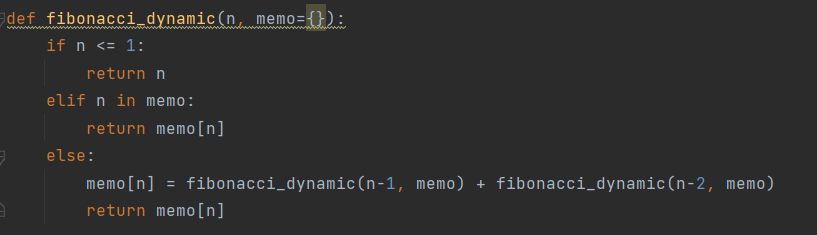 def fibonacci_dynamic(n, memo={}):
    if n <= 1:
        return n
    elif n in memo:
        return memo[n]
    else:
        memo[n] = fibonacci_dynamic(n-1, memo) + fibonacci_dynamic(n-2, memo)
        return memo[n]